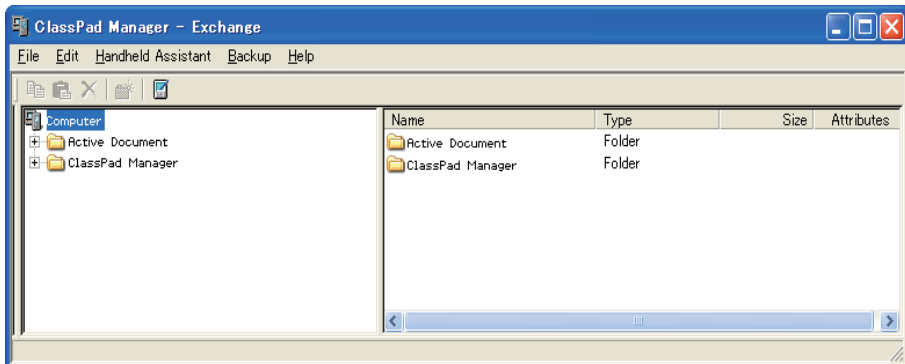 ClassPad Manager - Exchange
File Edit Handheld Assistant Backup Help
Computer
Active Document
ClassPad Manager
Name Type Size Attributes
Active Document Folder
ClassPad Manager Folder